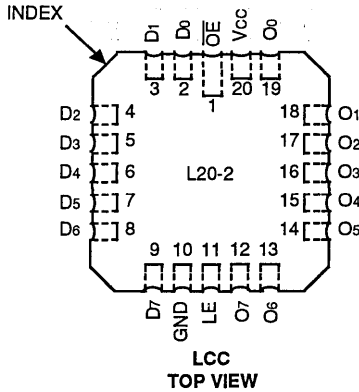 INDEX
D1 D0 OE VCC O0
3 2 1 20 19
D2 4 18 O1
D3 5 17 O2
D4 6 L20-2 16 O3
D5 7 15 O4
D6 8 14 O5
9 10 11 12 13
D7 GND LE O7 O6
LCC
TOP VIEW